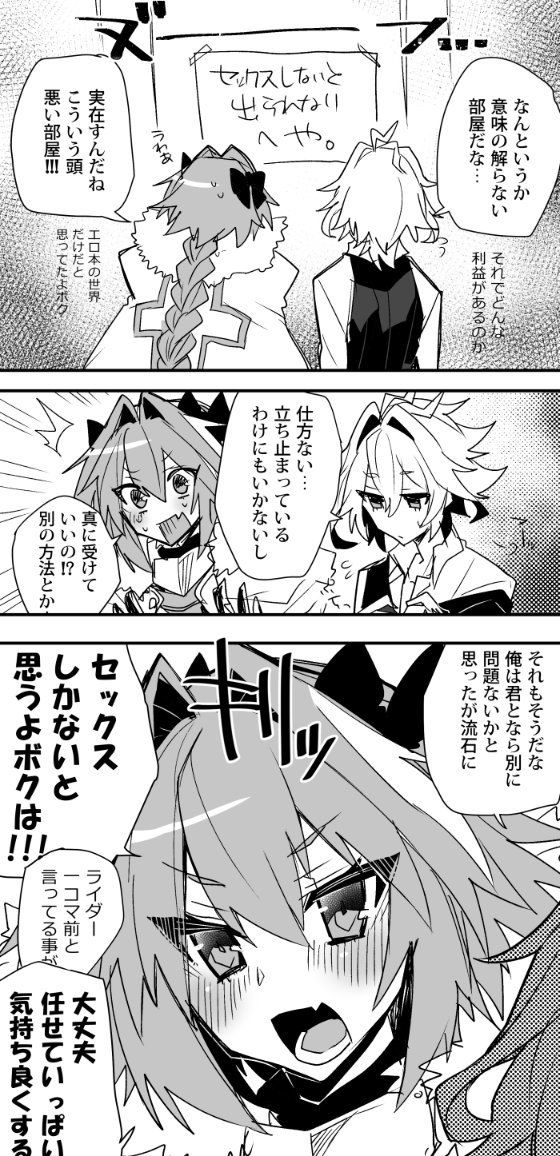 ズーーーッ…
セックスしないと
出られない
へや。
なんというか
意味の解らない
部屋だな…
それでどんな
利益があるのか
うわぁ
実在すんだね
こういう頭
悪い部屋!!!
エロ本の世界
だけだと
思ってたよボク
仕方ない…
立ち止まっている
わけにもいかないし
真に受けて
いいの!?
別の方法とか
それもそうだな
俺は君となら別に
問題ないかと
思ったが流石に
キッ
セックス
しかないと
思うよボクは!!!
ライダー
一コマ前と
言ってる事が
大丈夫
任せていっぱい
気持ち良くする